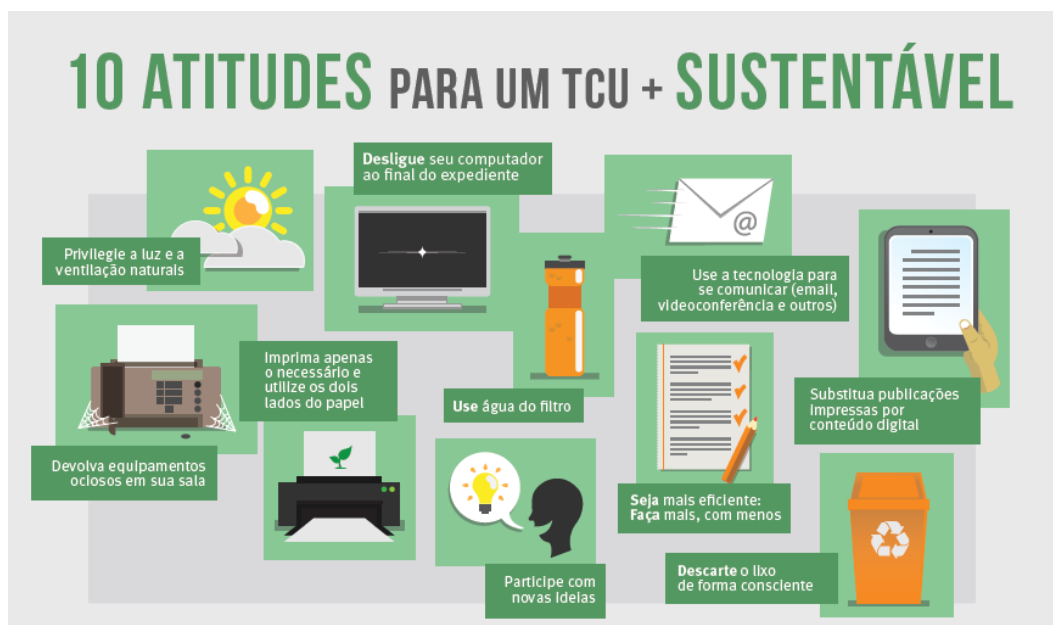 10 ATITUDES PARA UM TCU + SUSTENTÁVEL
Privilegie a luz e a
ventilação naturais
Desligue seu computador
ao final do expediente
Use a tecnologia para
se comunicar (email,
videoconferência e outros)
@
Substitua publicações
impressas por
conteúdo digital
Devolva equipamentos
ociosos em sua sala
Imprima apenas
o necessário e
utilize os dois
lados do papel
Use água do filtro
Seja mais eficiente:
Faça mais, com menos
Participe com
novas ideias
Descarte o lixo
de forma consciente